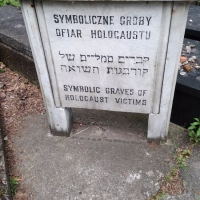 SYMBOLICZNE GROBY
OFIAR HOLOCAUSTU
קברים סמליים של
קורבנות השואה
SYMBOLIC GRAVES OF
HOLOCAUST VICTIMS